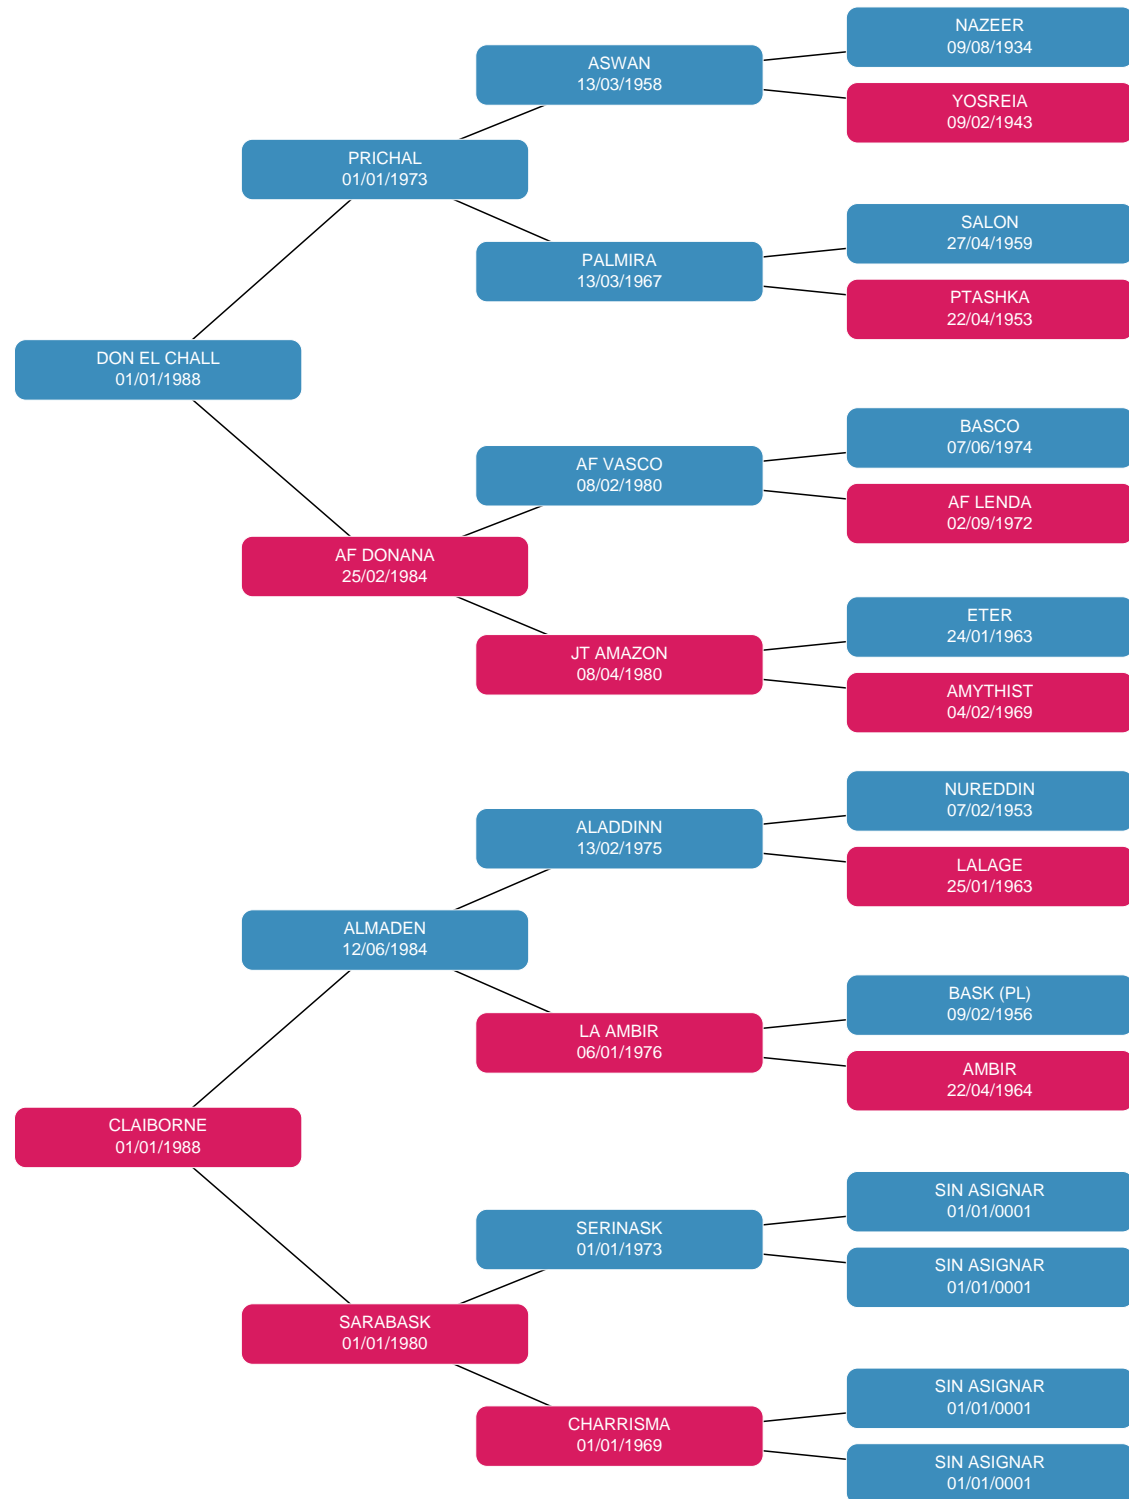 NAZEER
09/08/1934
ASWAN
13/03/1958
YOSREIA
09/02/1943
PRICHAL
01/01/1973
SALON
27/04/1959
PALMIRA
13/03/1967
PTASHKA
22/04/1953
DON EL CHALL
01/01/1988
BASCO
07/06/1974
AF VASCO
08/02/1980
AF LENDA
02/09/1972
AF DONANA
25/02/1984
ETER
24/01/1963
JT AMAZON
08/04/1980
AMYTHIST
04/02/1969
NUREDDIN
07/02/1953
ALADDINN
13/02/1975
LALAGE
25/01/1963
ALMADEN
12/06/1984
BASK (PL)
09/02/1956
LA AMBIR
06/01/1976
AMBIR
22/04/1964
CLAIBORNE
01/01/1988
SIN ASIGNAR
01/01/0001
SERINASK
01/01/1973
SIN ASIGNAR
01/01/0001
SARABASK
01/01/1980
SIN ASIGNAR
01/01/0001
CHARRISMA
01/01/1969
SIN ASIGNAR
01/01/0001